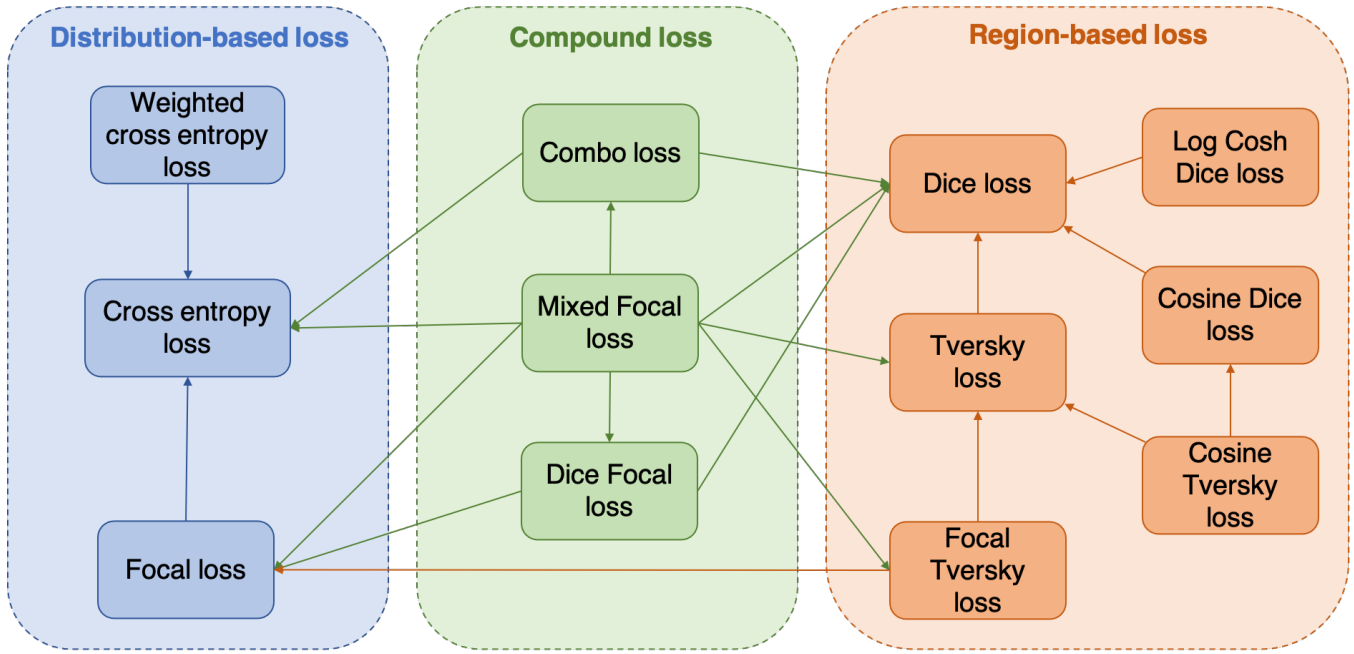 Distribution-based loss
Weighted
cross entropy
loss
Cross entropy
loss
Focal loss
Compound loss
Combo loss
Mixed Focal
loss
Dice Focal
loss
Region-based loss
Dice loss
Log Cosh
Dice loss
Tversky
loss
Cosine Dice
loss
Focal
Tversky
loss
Cosine
Tversky
loss